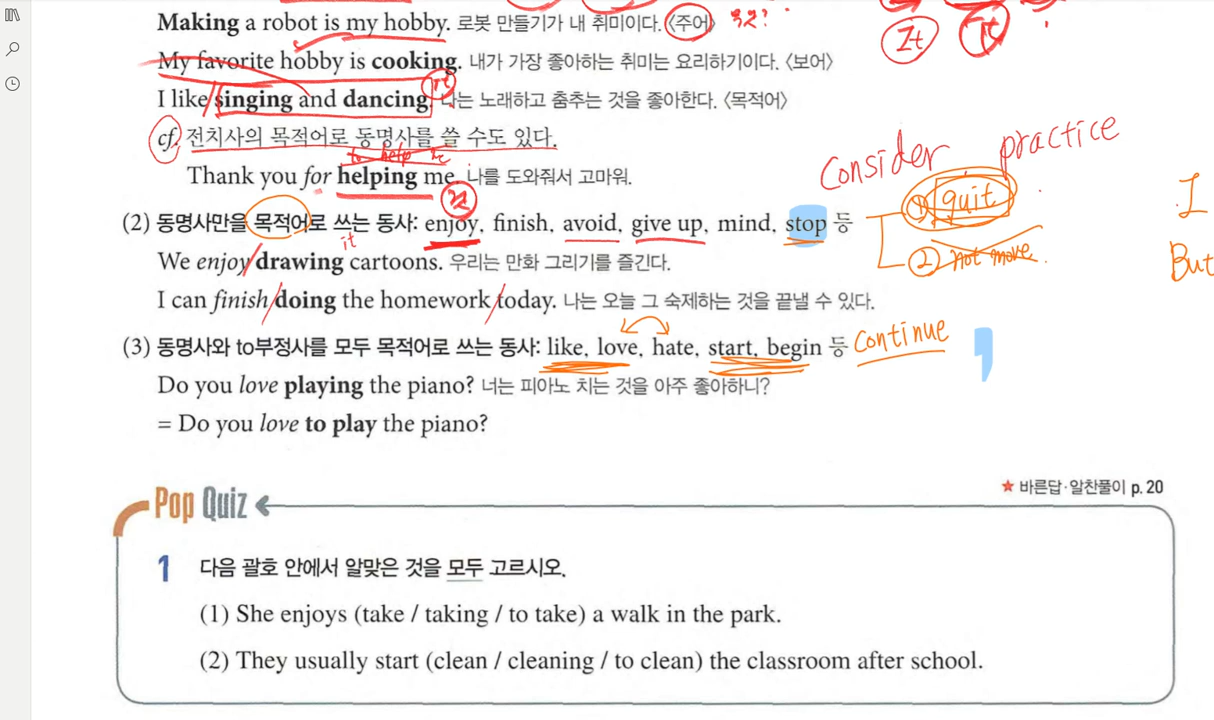 Making a robot is my hobby. 로봇 만들기가 내 취미이다. 〈주어〉
My favorite hobby is cooking. 내가 가장 좋아하는 취미는 요리하기이다. 〈보어〉
I like singing and dancing. 나는 노래하고 춤추는 것을 좋아한다. 〈목적어〉
cf. 전치사의 목적어로 동명사를 쓸 수도 있다.
to help me
Thank you for helping me. 나를 도와줘서 고마워.
consider practice
(2) 동명사만을 목적어로 쓰는 동사: enjoy, finish, avoid, give up, mind, stop 등
① quit
I
it
We enjoy drawing cartoons. 우리는 만화 그리기를 즐긴다.
② not move.
But
I can finish doing the homework today. 나는 오늘 그 숙제하는 것을 끝낼 수 있다.
(3) 동명사와 to부정사를 모두 목적어로 쓰는 동사: like, love, hate, start, begin 등 continue
Do you love playing the piano? 너는 피아노 치는 것을 아주 좋아하니?
= Do you love to play the piano?
★ 바른답·알찬풀이 p. 20
Pop Quiz
1 다음 괄호 안에서 알맞은 것을 모두 고르시오.
(1) She enjoys (take / taking / to take) a walk in the park.
(2) They usually start (clean / cleaning / to clean) the classroom after school.